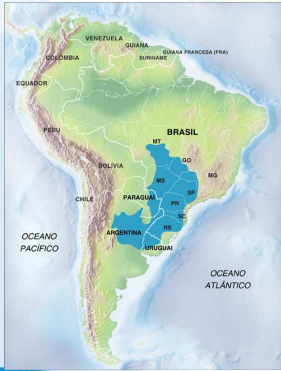 VENEZUELA
GUIANA
GUIANA FRANCESA (FRA)
SURINAME
COLÔMBIA
EQUADOR
PERU
BRASIL
MT
GO
BOLÍVIA
MS
MG
SP
PARAGUAI
PR
CHILE
SC
ARGENTINA
RS
URUGUAI
OCEANO
PACÍFICO
OCEANO
ATLÂNTICO